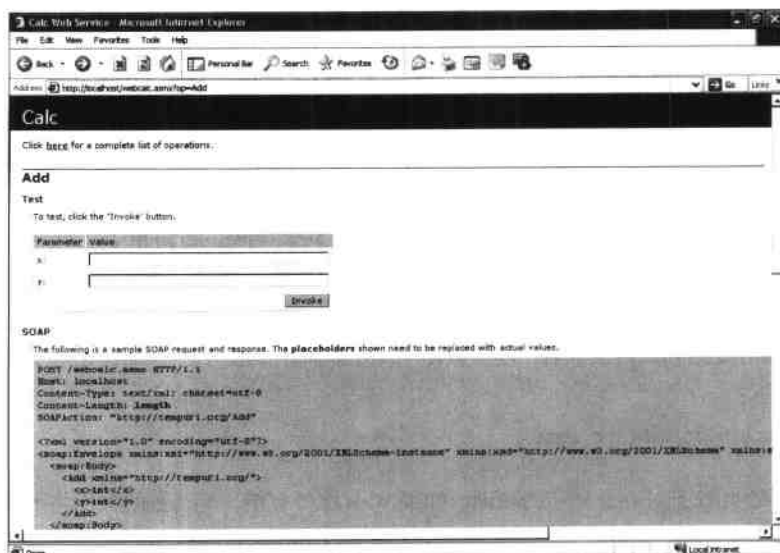 Calc Web Service - Microsoft Internet Explorer
File Edit View Favorites Tools Help
Back Personal Bar Search Favorites
Address http://localhost/webcalc.asmx?op=Add Go Links
Calc
Click here for a complete list of operations.
Add
Test
To test, click the 'Invoke' button.
Parameter Value
x:
y:
Invoke
SOAP
The following is a sample SOAP request and response. The placeholders shown need to be replaced with actual values.
POST /webcalc.asmx HTTP/1.1
Host: localhost
Content-Type: text/xml; charset=utf-8
Content-Length: length
SOAPAction: "http://tempuri.org/Add"
<?xml version="1.0" encoding="utf-8"?>
<soap:Envelope xmlns:xsi="http://www.w3.org/2001/XMLSchema-instance" xmlns:xsd="http://www.w3.org/2001/XMLSchema" xmlns:s
<soap:Body>
<Add xmlns="http://tempuri.org/">
<x>int</x>
<y>int</y>
</Add>
</soap:Body>
Done Local intranet